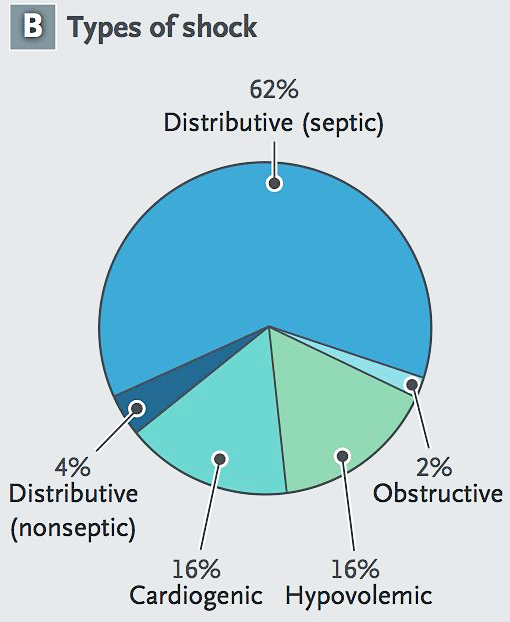 B Types of shock
62%
Distributive (septic)
4%
Distributive
(nonseptic)
16%
Cardiogenic
16%
Hypovolemic
2%
Obstructive